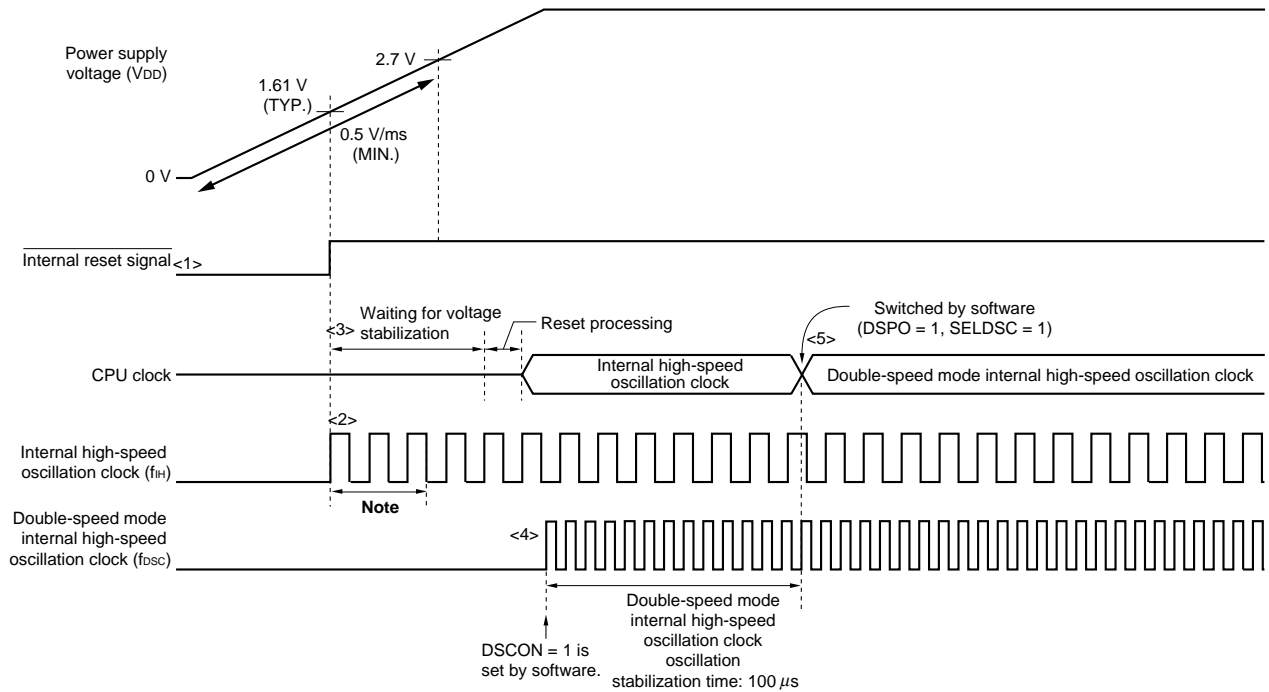 Power supply
voltage (VDD)
2.7 V
1.61 V
(TYP.)
0.5 V/ms
(MIN.)
0 V
Internal reset signal
<1>
<3>
Waiting for voltage
stabilization
Reset processing
Switched by software
(DSPO = 1, SELDSC = 1)
<5>
CPU clock
Internal high-speed
oscillation clock
Double-speed mode internal high-speed oscillation clock
<2>
Internal high-speed
oscillation clock (fIH)
Note
Double-speed mode
internal high-speed
oscillation clock (fDSC)
<4>
DSCON = 1 is
set by software.
Double-speed mode
internal high-speed
oscillation clock
oscillation
stabilization time: 100 μs